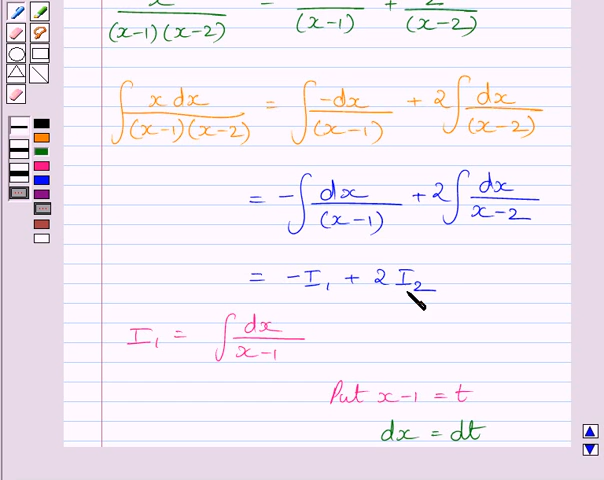 x/((x-1)(x-2)) = /(x-1) + 2/(x-2)
∫ x dx/((x-1)(x-2)) = ∫ -dx/(x-1) + 2∫ dx/(x-2)
= -∫ dx/(x-1) + 2∫ dx/x-2
= -I₁ + 2I₂
I₁ = ∫ dx/x-1
Put x-1 = t
dx = dt